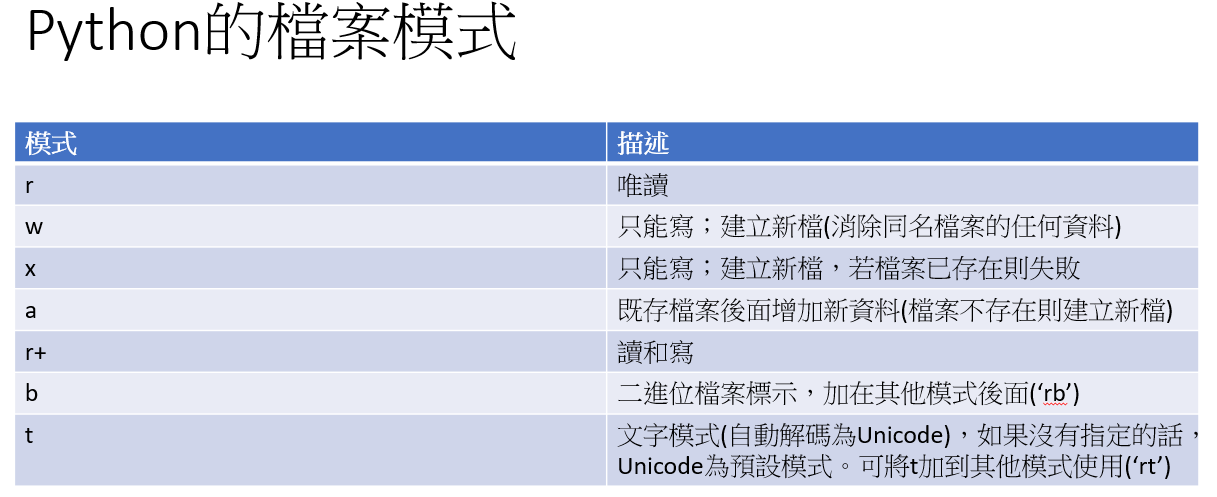 Python的檔案模式
模式 描述
r 唯讀
w 只能寫；建立新檔(消除同名檔案的任何資料)
x 只能寫；建立新檔，若檔案已存在則失敗
a 既存檔案後面增加新資料(檔案不存在則建立新檔)
r+ 讀和寫
b 二進位檔案標示，加在其他模式後面(‘rb’)
t 文字模式(自動解碼為Unicode)，如果沒有指定的話，
Unicode為預設模式。可將t加到其他模式使用(‘rt’)